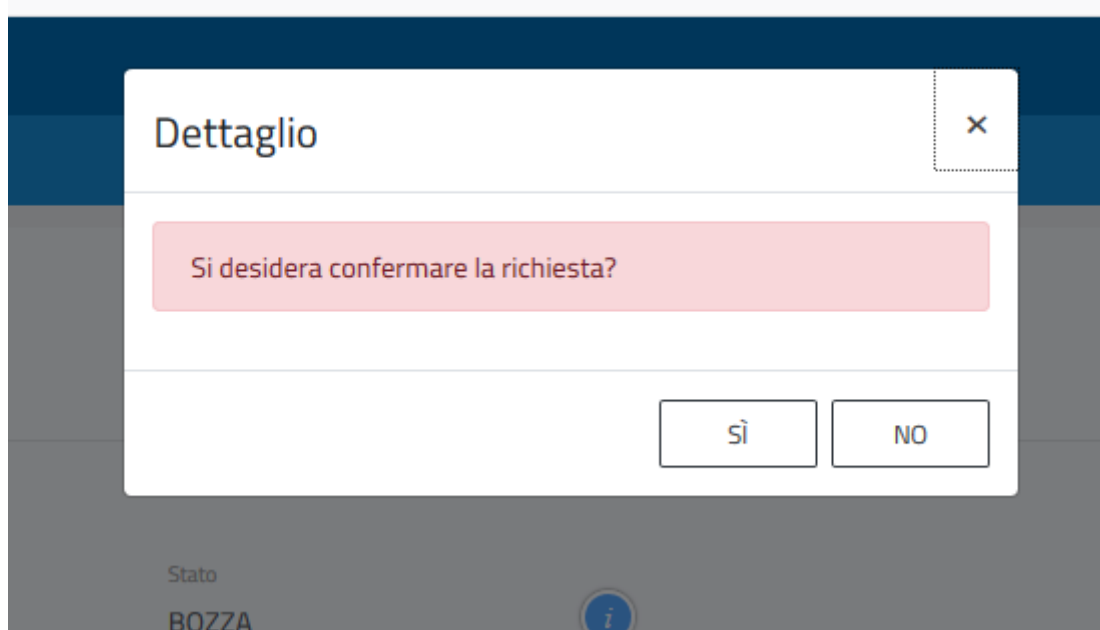 Dettaglio
×
Si desidera confermare la richiesta?
SÌ
NO
Stato
BOZZA
i